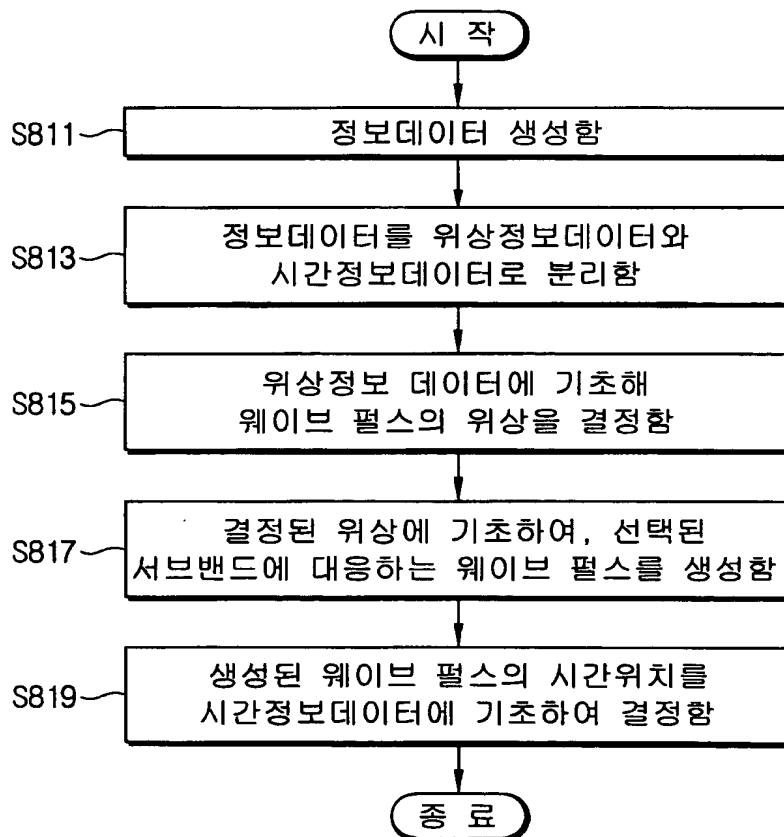 시 작
S811
정보데이터 생성함
S813
정보데이터를 위상정보데이터와
시간정보데이터로 분리함
S815
위상정보 데이터에 기초해
웨이브 펄스의 위상을 결정함
S817
결정된 위상에 기초하여, 선택된
서브밴드에 대응하는 웨이브 펄스를 생성함
S819
생성된 웨이브 펄스의 시간위치를
시간정보데이터에 기초하여 결정함
종 료